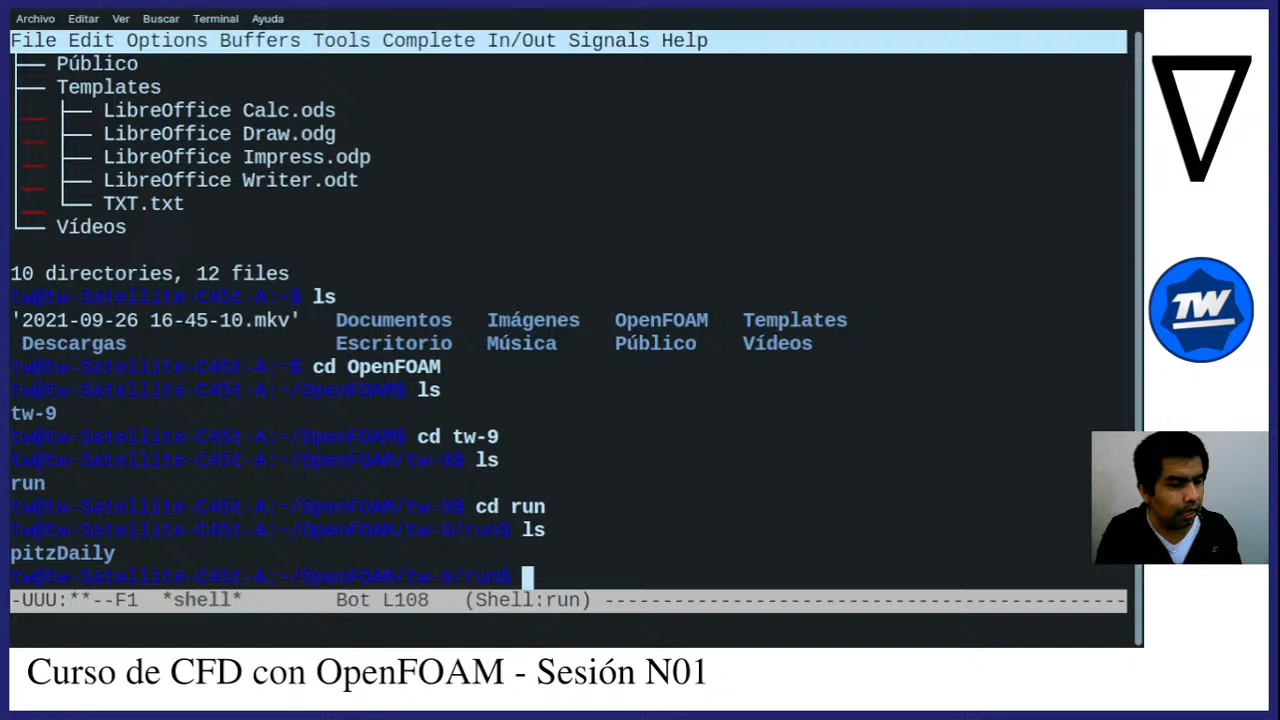 Archivo Editar Ver Buscar Terminal Ayuda
File Edit Options Buffers Tools Complete In/Out Signals Help
├── Público
├── Templates
├── LibreOffice Calc.ods
├── LibreOffice Draw.odg
├── LibreOffice Impress.odp
├── LibreOffice Writer.odt
└── TXT.txt
└── Vídeos
10 directories, 12 files
tw@tw-Satellite-C45t-A:~$ ls
'2021-09-26 16-45-10.mkv' Documentos Imágenes OpenFOAM Templates
Descargas Escritorio Música Público Vídeos
tw@tw-Satellite-C45t-A:~$ cd OpenFOAM
tw@tw-Satellite-C45t-A:~/OpenFOAM$ ls
tw-9
tw@tw-Satellite-C45t-A:~/OpenFOAM$ cd tw-9
tw@tw-Satellite-C45t-A:~/OpenFOAM/tw-9$ ls
run
tw@tw-Satellite-C45t-A:~/OpenFOAM/tw-9$ cd run
tw@tw-Satellite-C45t-A:~/OpenFOAM/tw-9/run$ ls
pitzDaily
tw@tw-Satellite-C45t-A:~/OpenFOAM/tw-9/run$
-UUU:**--F1 *shell* Bot L108 (Shell:run) ---------------------------------------------
TW
Curso de CFD con OpenFOAM - Sesión N01